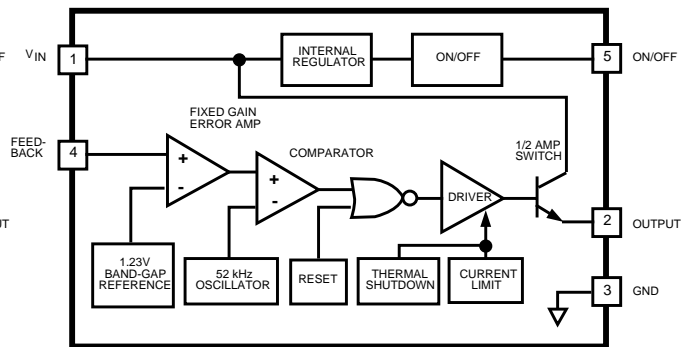 F
V IN
1
INTERNAL
REGULATOR
ON/OFF
5
ON/OFF
FIXED GAIN
ERROR AMP
FEED-
BACK
4
+
-
COMPARATOR
+
-
1/2 AMP
SWITCH
DRIVER
2
OUTPUT
UT
1.23V
BAND-GAP
REFERENCE
52 kHz
OSCILLATOR
RESET
THERMAL
SHUTDOWN
CURRENT
LIMIT
3
GND